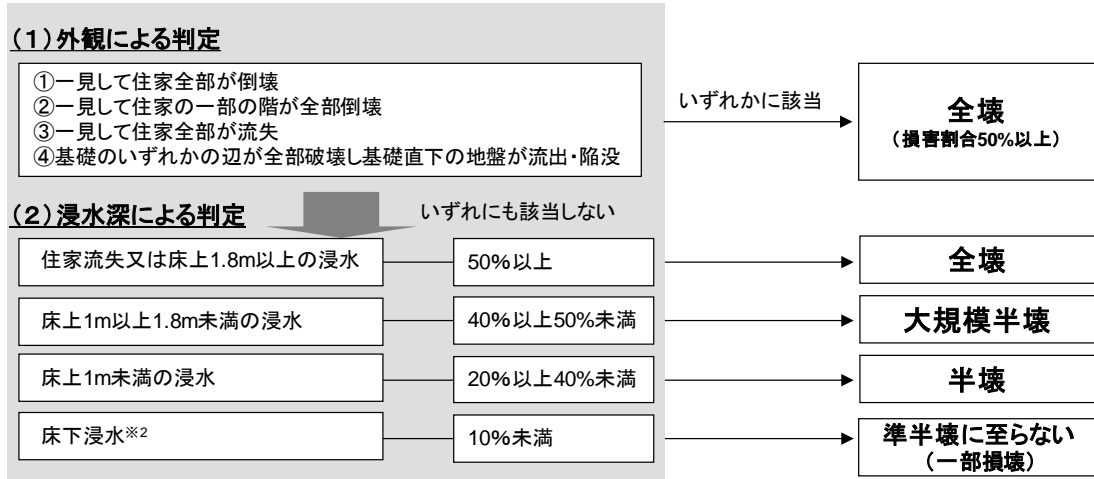 (1)外観による判定
①一見して住家全部が倒壊
②一見して住家の一部の階が全部倒壊
③一見して住家全部が流失
④基礎のいずれかの辺が全部破壊し基礎直下の地盤が流出・陥没
いずれかに該当
全壊
(損害割合50%以上)
(2)浸水深による判定
いずれにも該当しない
住家流失又は床上1.8m以上の浸水
50%以上
全壊
床上1m以上1.8m未満の浸水
40%以上50%未満
大規模半壊
床上1m未満の浸水
20%以上40%未満
半壊
床下浸水※2
10%未満
準半壊に至らない
(一部損壊)